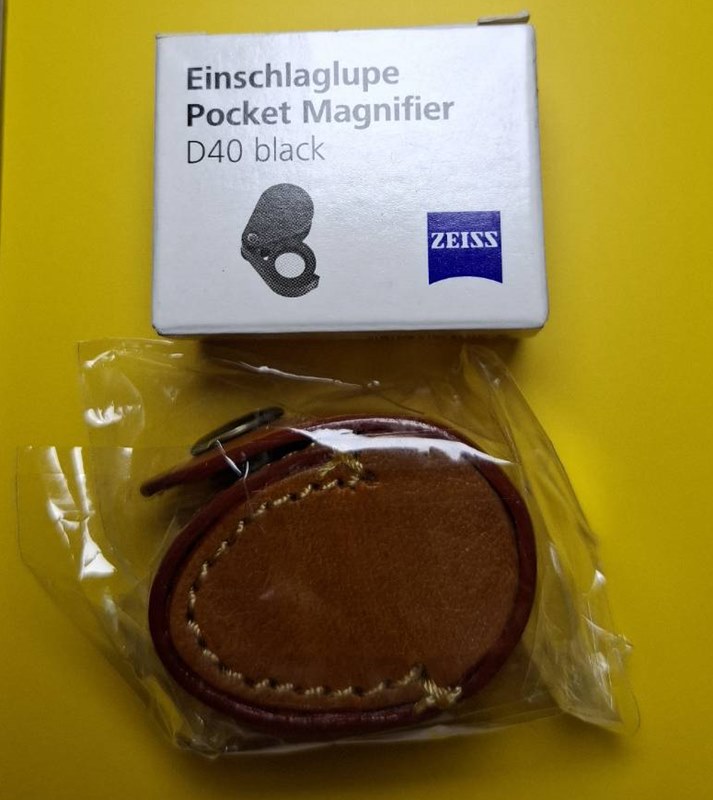 Einschlaglupe
Pocket Magnifier
D40 black
ZEISS